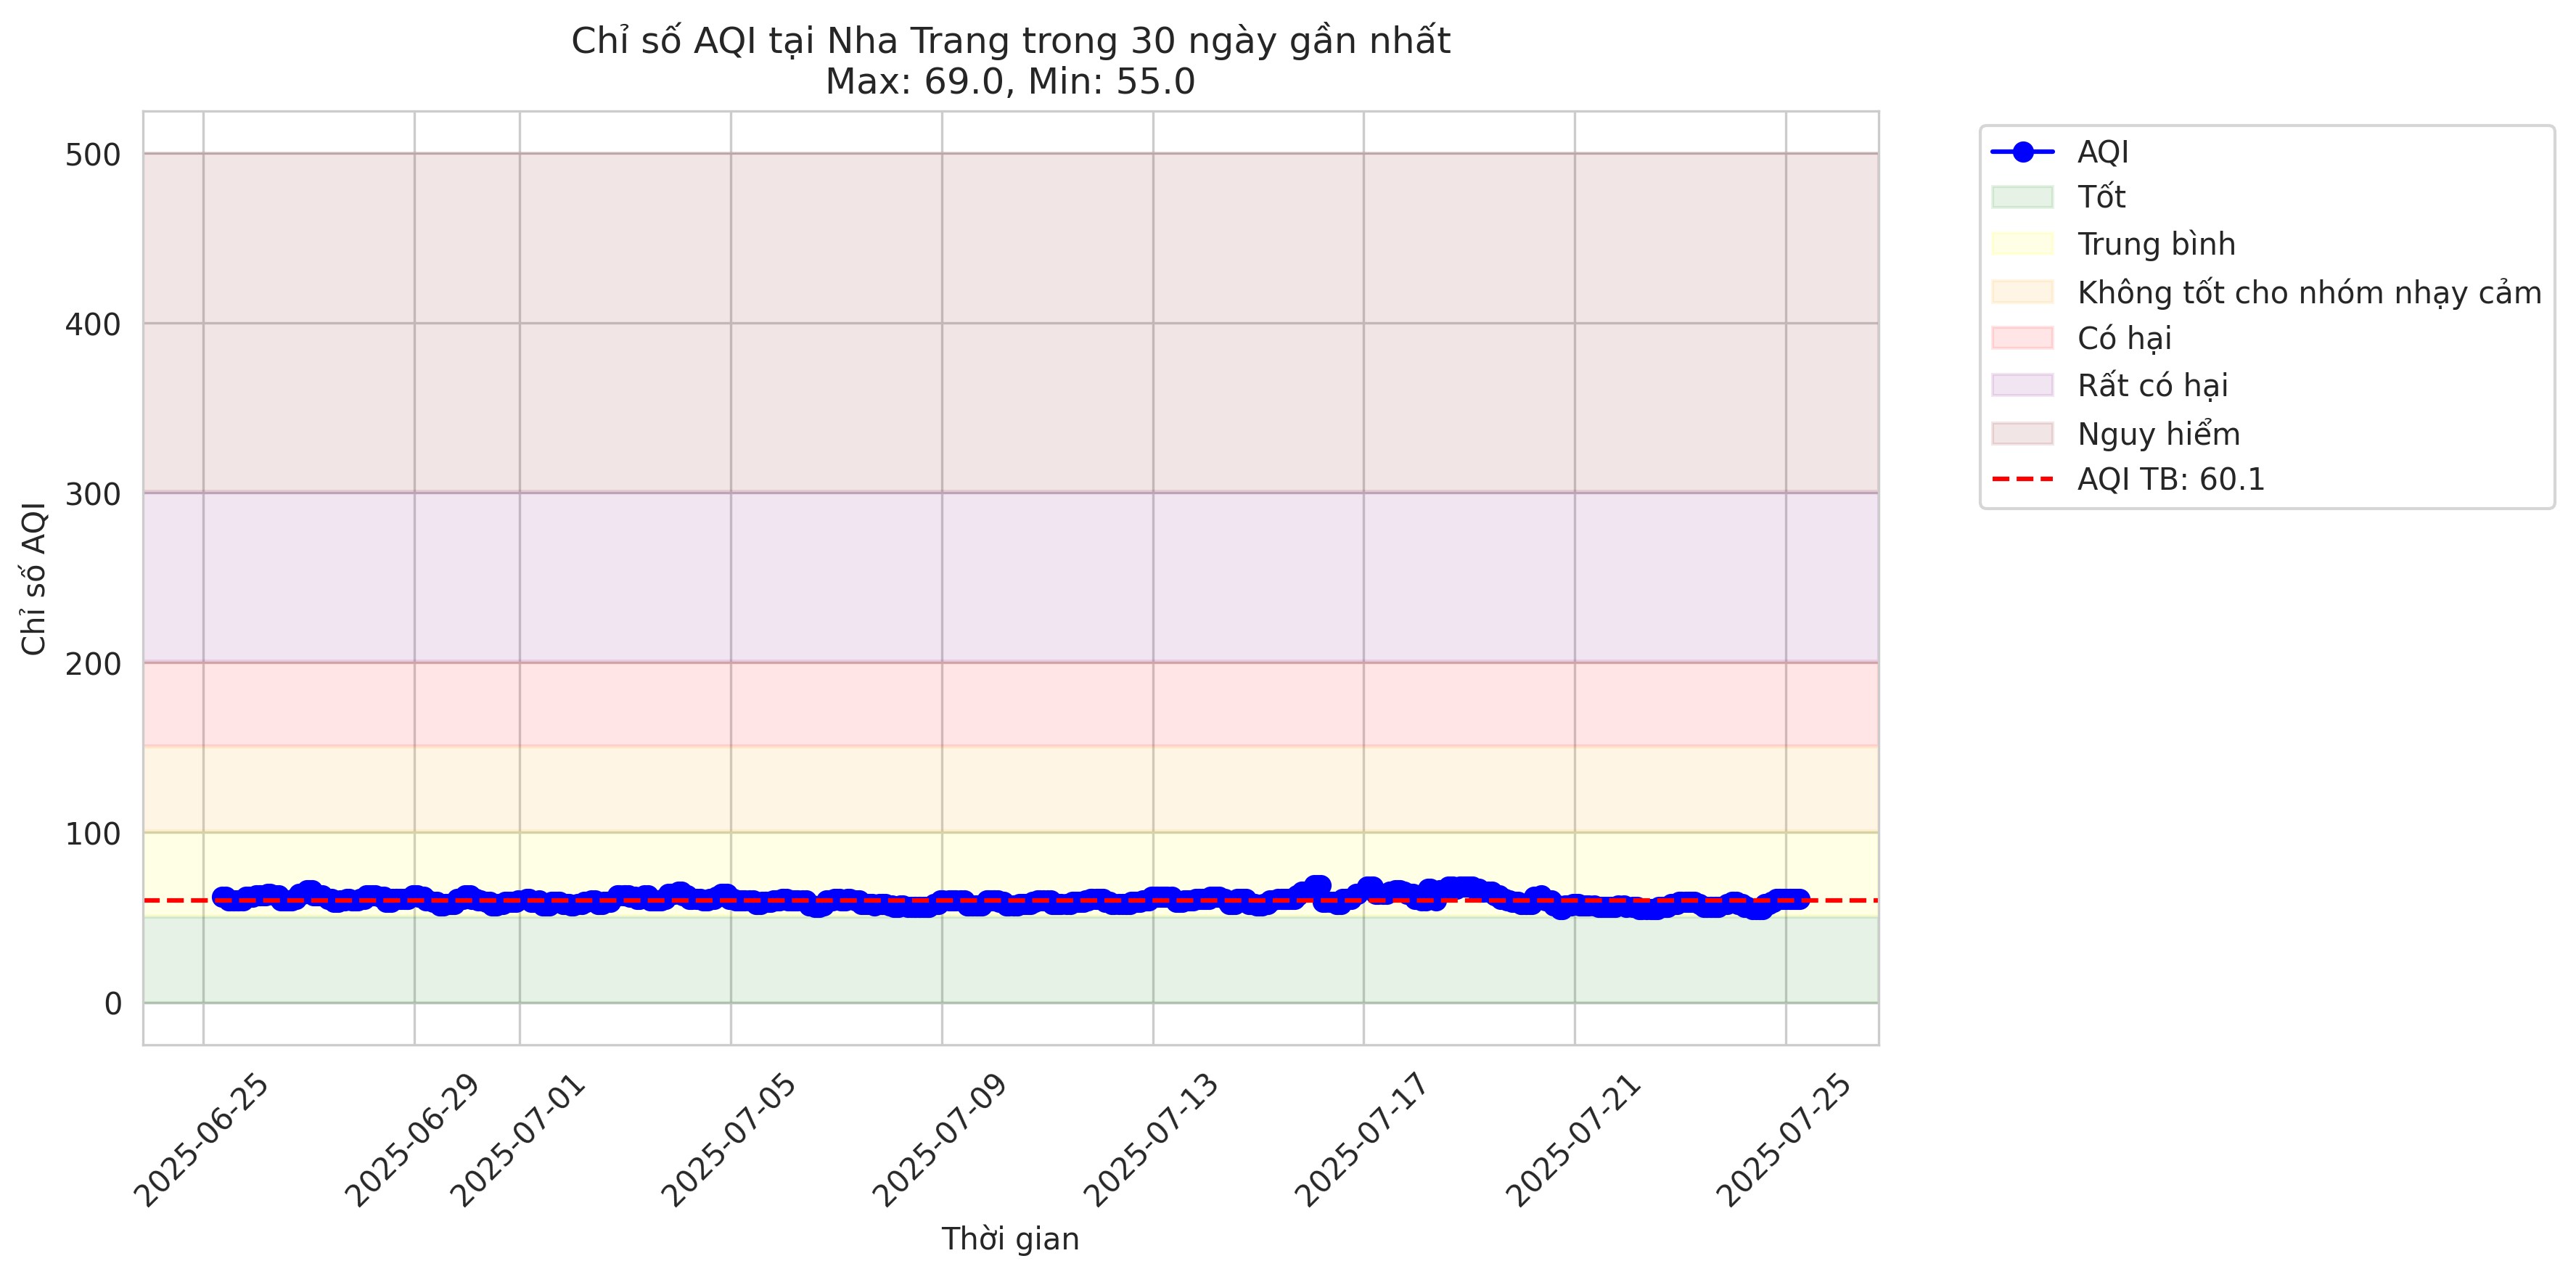 Chỉ số AQI tại Nha Trang trong 30 ngày gần nhất
Max: 69.0, Min: 55.0
Chỉ số AQI
500
400
300
200
100
0
2025-06-25
2025-06-29
2025-07-01
2025-07-05
2025-07-09
2025-07-13
2025-07-17
2025-07-21
2025-07-25
Thời gian
AQI
Tốt
Trung bình
Không tốt cho nhóm nhạy cảm
Có hại
Rất có hại
Nguy hiểm
AQI TB: 60.1